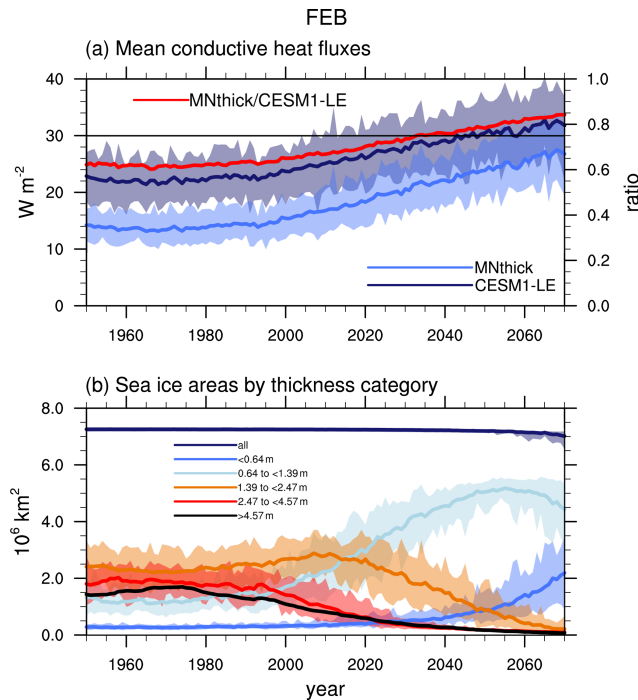 FEB
(a) Mean conductive heat fluxes
40
30
20
10
0
W m⁻²
1.0
0.8
0.6
0.4
0.2
0.0
ratio
MNthick/CESM1-LE
MNthick
CESM1-LE
1960 1980 2000 2020 2040 2060
(b) Sea ice areas by thickness category
8.0
6.0
4.0
2.0
0.0
10⁶ km²
all
<0.64 m
0.64 to <1.39 m
1.39 to <2.47 m
2.47 to <4.57 m
>4.57 m
1960 1980 2000 2020 2040 2060
year